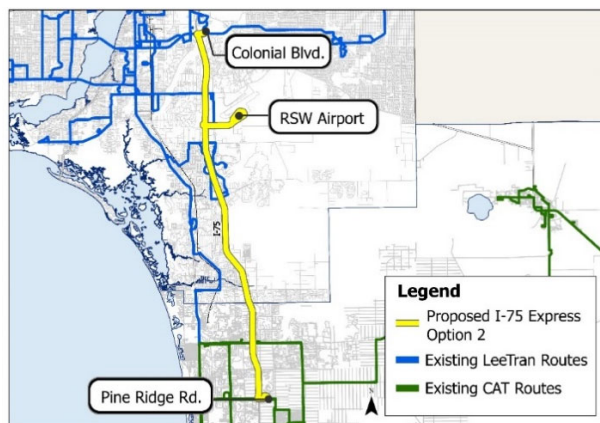 Colonial Blvd.
RSW Airport
I-75
Legend
Proposed I-75 Express
Option 2
Existing LeeTran Routes
Existing CAT Routes
Pine Ridge Rd.